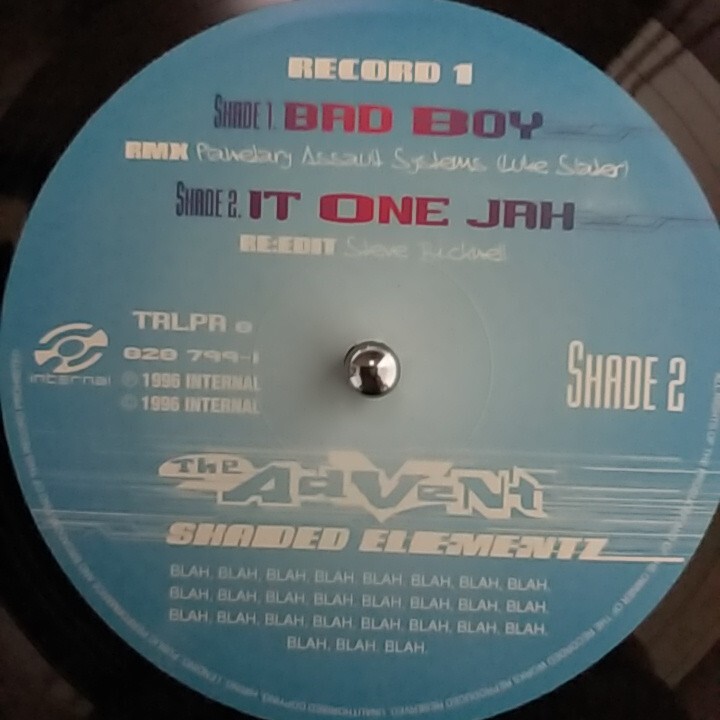 RECORD 1
SHADE 1. BAD BOY
RMX Planetary Assault Systems (Luke Slater)
SHADE 2. IT ONE JAH
RE:EDIT Steve Bicknell
TRLPR 8
828 799-1
℗ 1996 INTERNAL
© 1996 INTERNAL
internal
SHADE 2
The AdVeNt
SHADED ELEMENTZ
BLAH, BLAH, BLAH, BLAH, BLAH, BLAH, BLAH, BLAH,
BLAH, BLAH, BLAH, BLAH, BLAH, BLAH, BLAH, BLAH,
BLAH, BLAH, BLAH, BLAH, BLAH, BLAH, BLAH, BLAH,
BLAH, BLAH, BLAH.